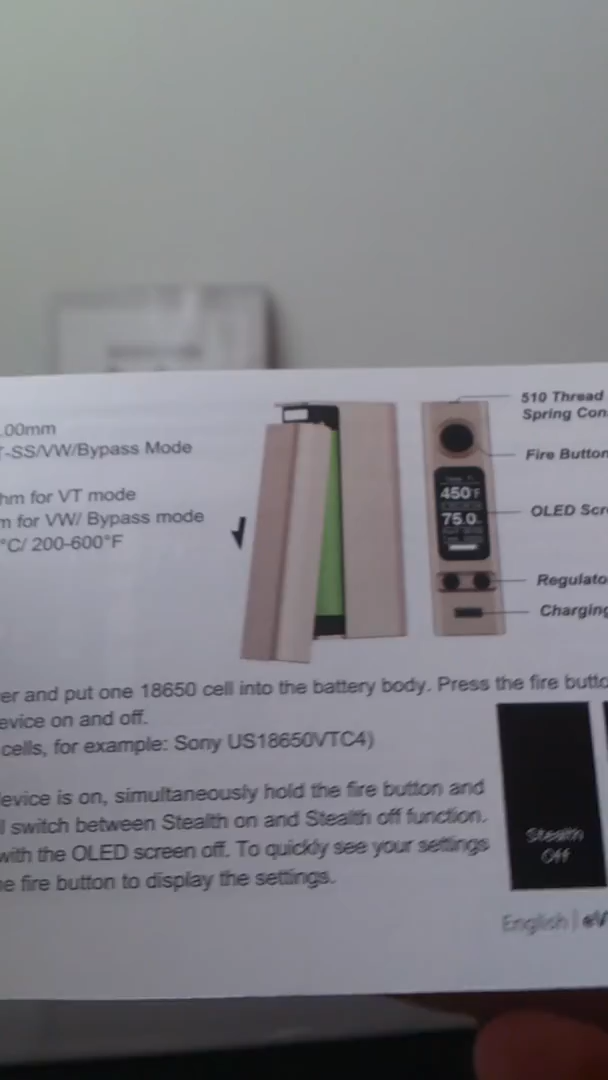 .00mm
T-SS/VW/Bypass Mode
hm for VT mode
m for VW/ Bypass mode
°C/ 200-600°F
510 Thread
Spring Con
Fire Button
450°F
75.0
OLED Scr
Regulato
Charging
er and put one 18650 cell into the battery body. Press the fire butto
evice on and off.
cells, for example: Sony US18650VTC4)
evice is on, simultaneously hold the fire button and
l switch between Stealth on and Stealth off function.
with the OLED screen off. To quickly see your settings
e fire button to display the settings.
Stealth
Off
English | eV